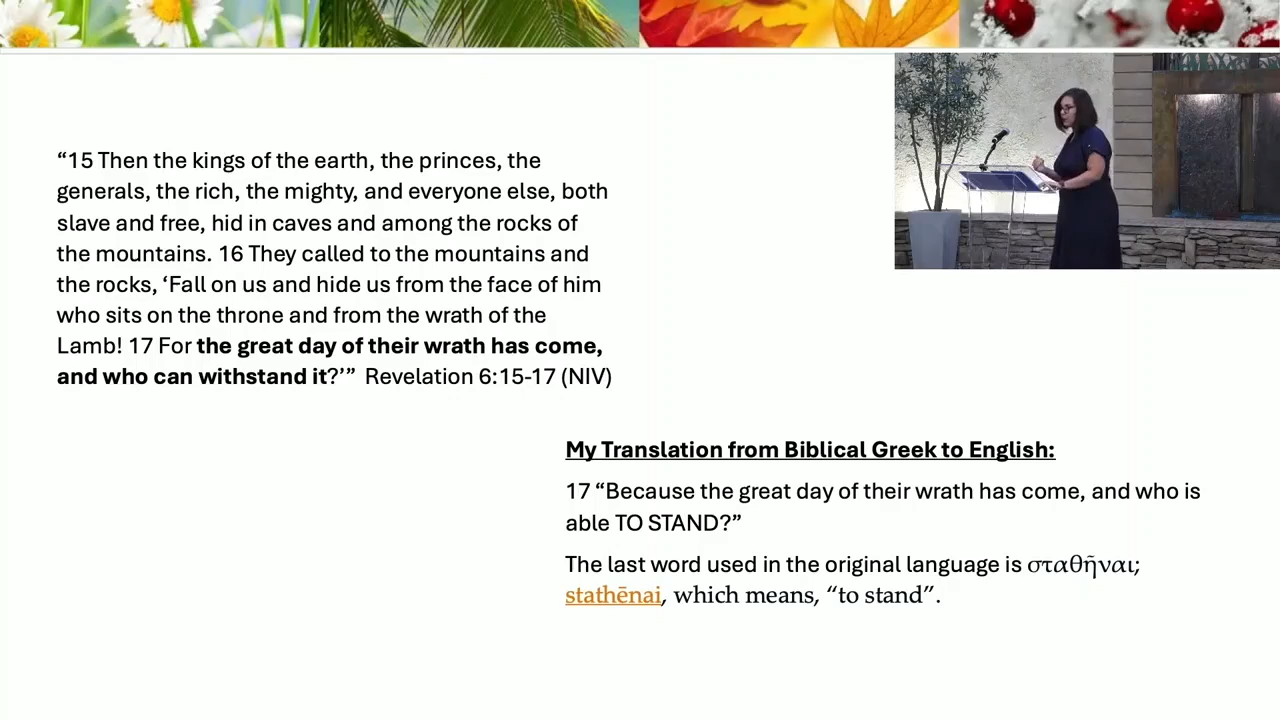 “15 Then the kings of the earth, the princes, the
generals, the rich, the mighty, and everyone else, both
slave and free, hid in caves and among the rocks of
the mountains. 16 They called to the mountains and
the rocks, ‘Fall on us and hide us from the face of him
who sits on the throne and from the wrath of the
Lamb! 17 For the great day of their wrath has come,
and who can withstand it?’” Revelation 6:15-17 (NIV)
My Translation from Biblical Greek to English:
17 “Because the great day of their wrath has come, and who is
able TO STAND?”
The last word used in the original language is σταθῆναι;
stathēnai, which means, “to stand”.